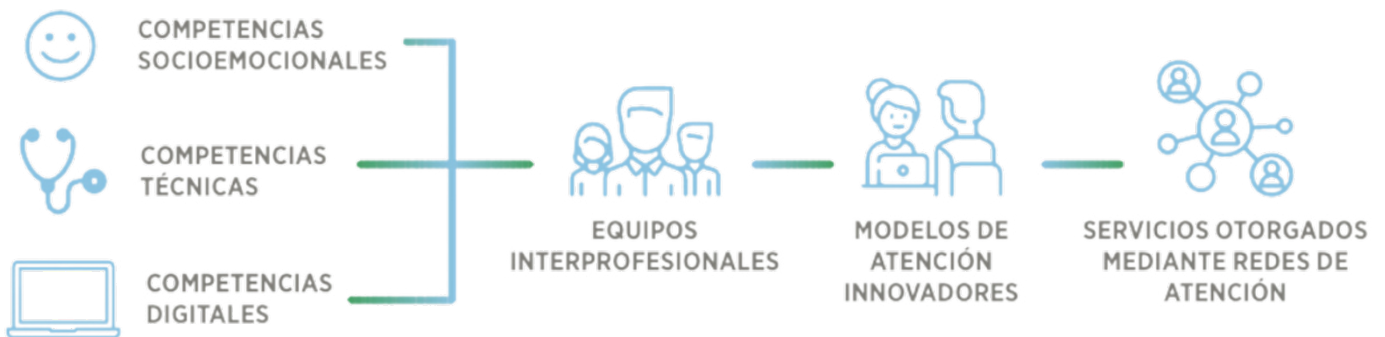 COMPETENCIAS
SOCIOEMOCIONALES
COMPETENCIAS
TÉCNICAS
COMPETENCIAS
DIGITALES
EQUIPOS
INTERPROFESIONALES
MODELOS DE
ATENCIÓN
INNOVADORES
SERVICIOS OTORGADOS
MEDIANTE REDES DE
ATENCIÓN